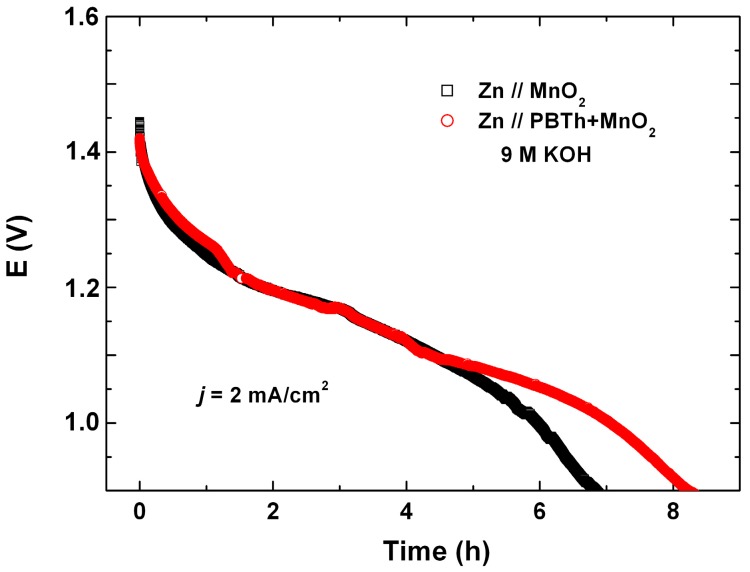 1.6
1.4
1.2
1.0
E (V)
Zn // MnO₂
Zn // PBTh+MnO₂
9 M KOH
j = 2 mA/cm²
0 2 4 6 8
Time (h)